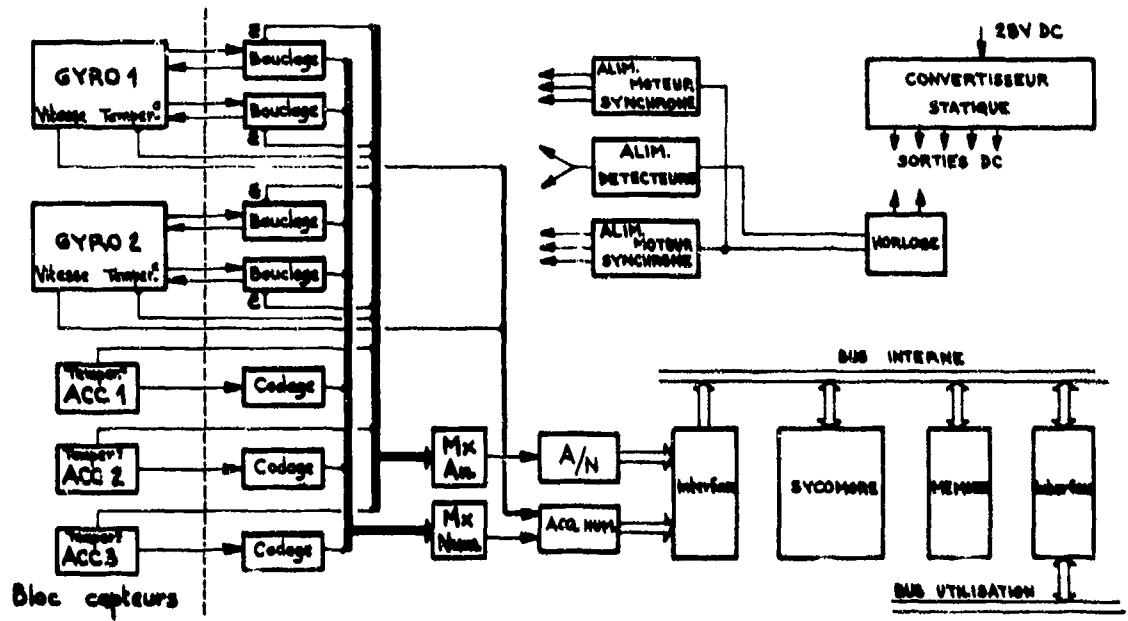 28V DC
GYRO 1
Vitesse Temper.e
Bouclage
Bouclage
ALIM.
MOTEUR
SYNCHRONE
CONVERTISSEUR
STATIQUE
SORTIES DC
ALIM.
DETECTEURS
GYRO 2
Vitesse Temper.e
Bouclage
Bouclage
ALIM.
MOTEUR
SYNCHRONE
HORLOGE
BUS INTERNE
Temper.e
ACC. 1
Codage
Temper.e
ACC 2
Codage
Mx
An.
A/N
Interface
SYCOMORE
MEMOIRE
Interface
Temper.e
ACC.3
Codage
Mx
Num.
ACQ. NUM.
Bloc capteurs
BUS UTILISATION